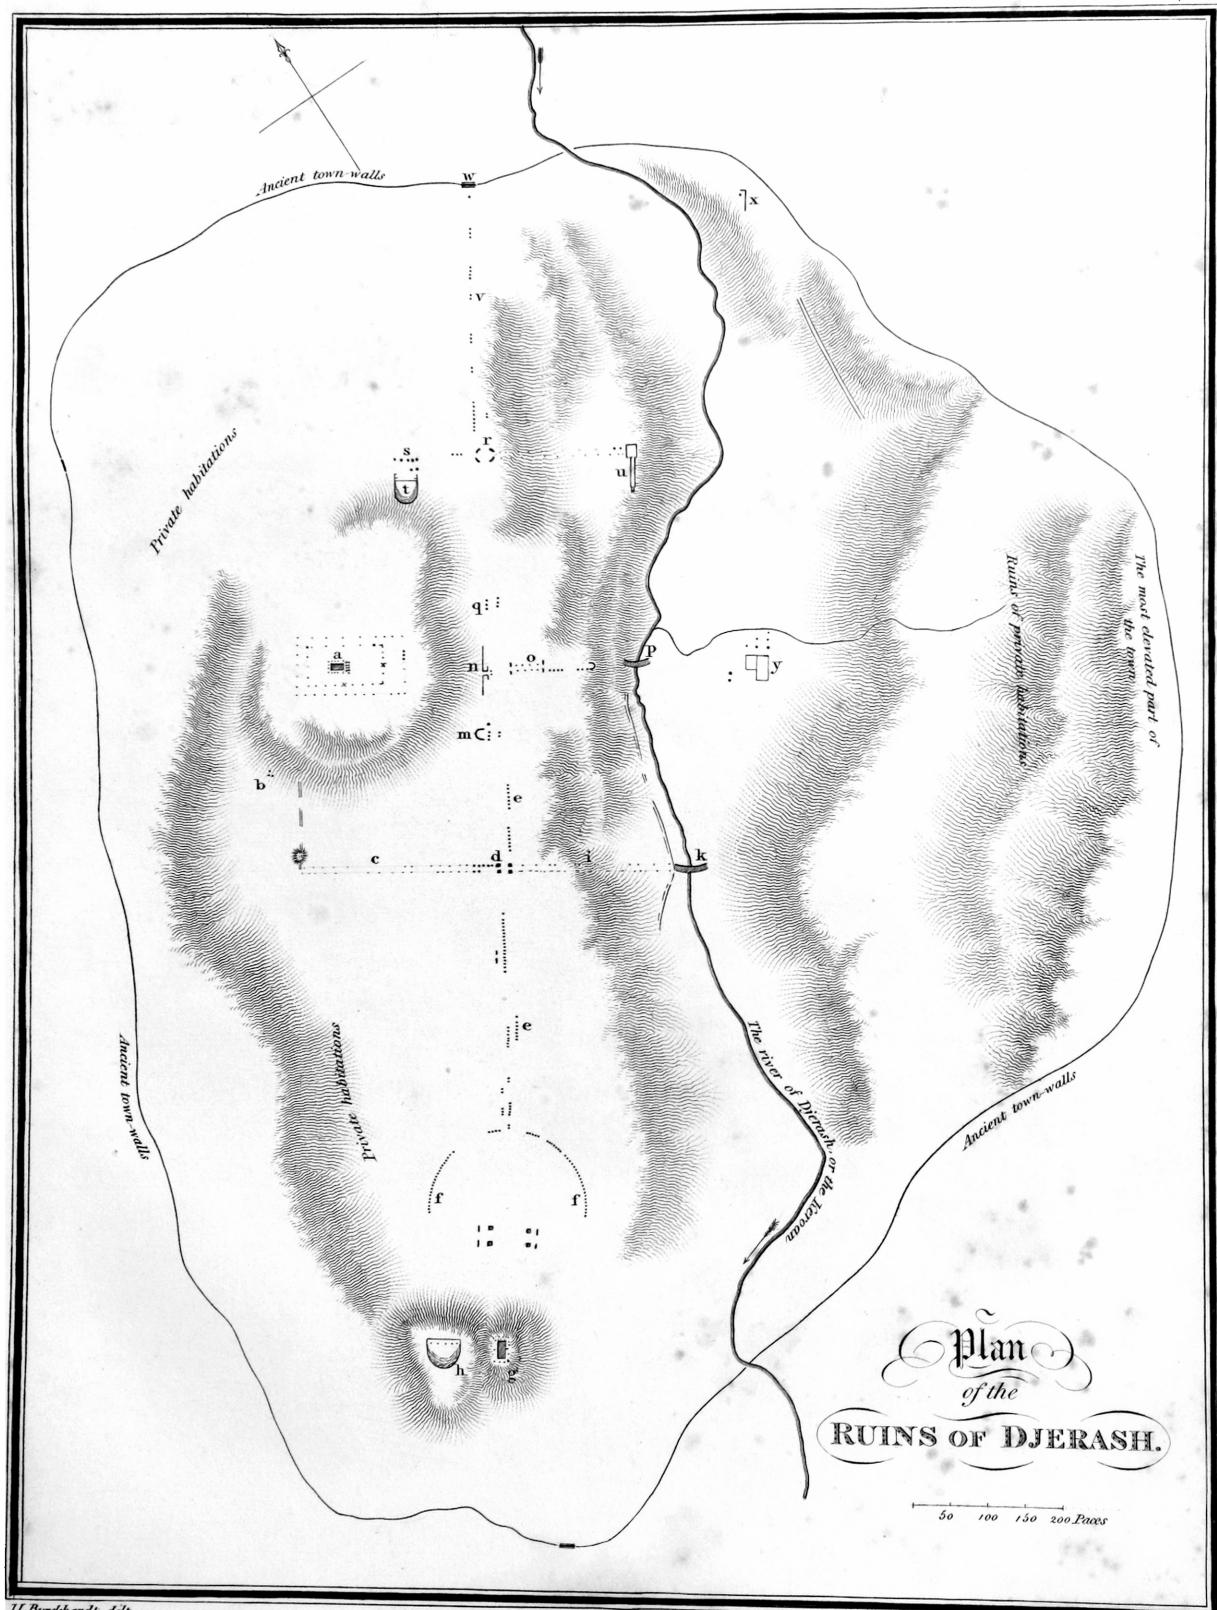 Ancient town-walls
w
x
v
Private habitations
r
s
u
t
q
Ruins of private habitations
The most elevated part of
the town
a
n
o
p
y
m
b
e
c
d
i
k
e
The river of Djerash, or the Keroan
Ancient town-walls
Private habitations
Ancient town-walls
f
f
h
g
Plan
of the
RUINS OF DJERASH.
50 100 150 200 Paces